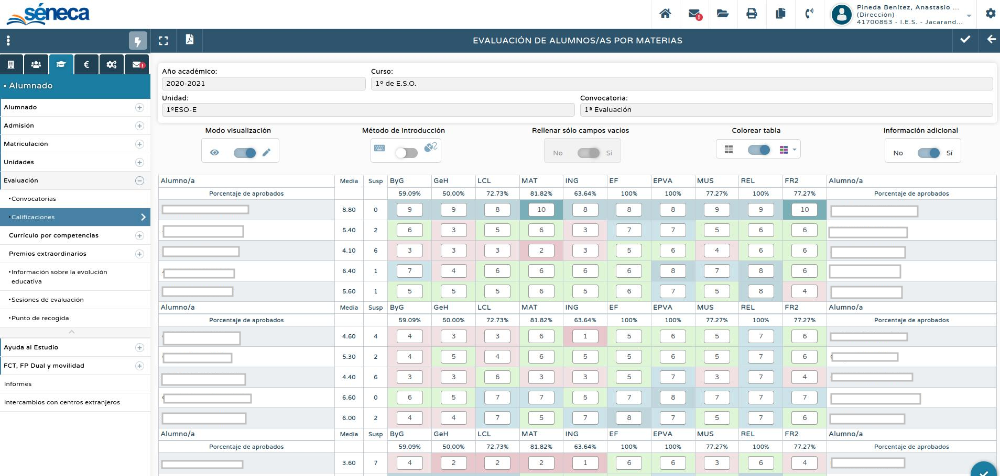 séneca
Pineda Benítez, Anastasio ...
(Dirección)
41700853 - I.E.S. - Jacarand...
EVALUACIÓN DE ALUMNOS/AS POR MATERIAS
€
• Alumnado
Alumnado
Admisión
Matriculación
Unidades
Evaluación
•Convocatorias
•Calificaciones
Currículo por competencias
Premios extraordinarios
•Información sobre la evolución
educativa
•Sesiones de evaluación
•Punto de recogida
Ayuda al Estudio
FCT, FP Dual y movilidad
Informes
Intercambios con centros extranjeros
Año académico: Curso:
2020-2021 1º de E.S.O.
Unidad: Convocatoria:
1ºESO-E 1ª Evaluación
Modo visualización Método de introducción Rellenar sólo campos vacíos Colorear tabla Información adicional
No Sí No Sí
Alumno/a Media Susp ByG GeH LCL MAT ING EF EPVA MUS REL FR2 Alumno/a
Porcentaje de aprobados 59.09% 50.00% 72.73% 81.82% 63.64% 100% 100% 77.27% 100% 77.27% Porcentaje de aprobados
8.80 0 9 9 8 10 8 8 8 9 9 10
5.40 2 6 3 5 6 3 7 7 5 6 6
4.10 6 3 3 3 2 3 5 6 4 6 6
6.40 1 7 4 6 6 6 6 8 7 8 6
5.60 1 5 5 5 6 5 6 7 5 8 4
Alumno/a Media Susp ByG GeH LCL MAT ING EF EPVA MUS REL FR2 Alumno/a
Porcentaje de aprobados 59.09% 50.00% 72.73% 81.82% 63.64% 100% 100% 77.27% 100% 77.27% Porcentaje de aprobados
4.60 4 4 3 3 6 1 5 6 5 7 6
5.30 2 4 5 4 6 5 5 6 5 7 6
4.40 6 3 3 6 3 3 5 7 3 7 4
6.60 0 6 5 7 7 5 7 8 7 7 7
6.00 2 4 4 7 5 7 8 7 5 7 6
Alumno/a Media Susp ByG GeH LCL MAT ING EF EPVA MUS REL FR2 Alumno/a
Porcentaje de aprobados 59.09% 50.00% 72.73% 81.82% 63.64% 100% 100% 77.27% 100% 77.27% Porcentaje de aprobados
3.60 7 4 2 2 2 1 6 6 3 6 4